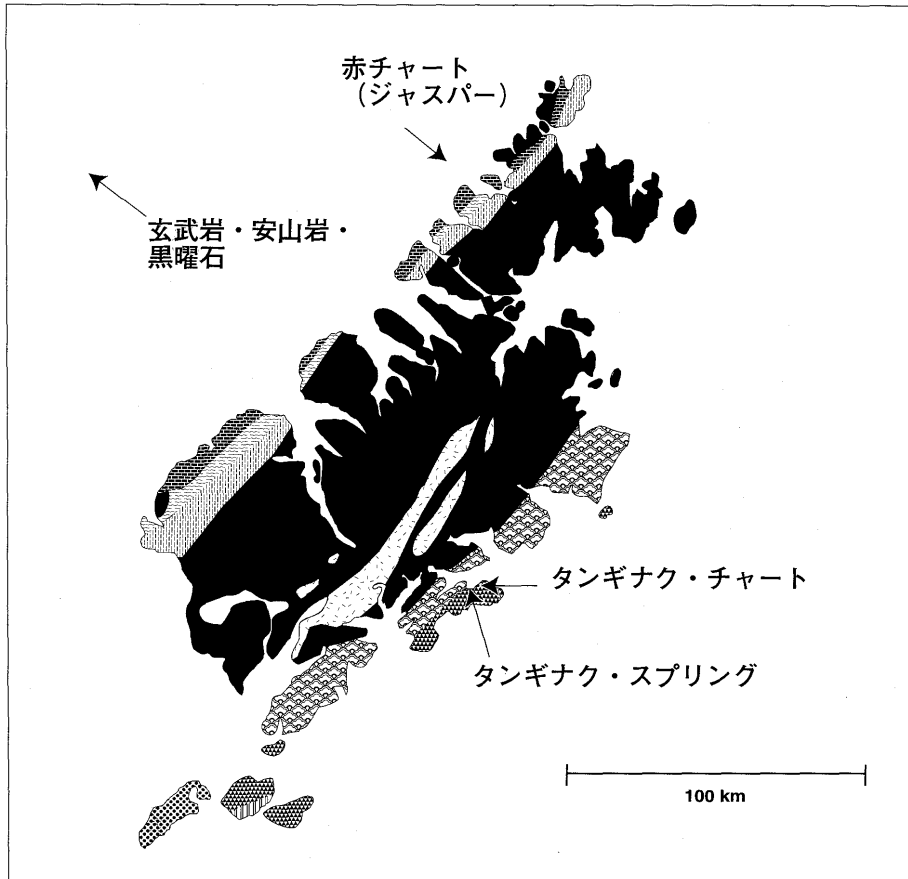 赤チャート
（ジャスパー）
玄武岩・安山岩・
黒曜石
タンギナク・チャート
タンギナク・スプリング
100 km